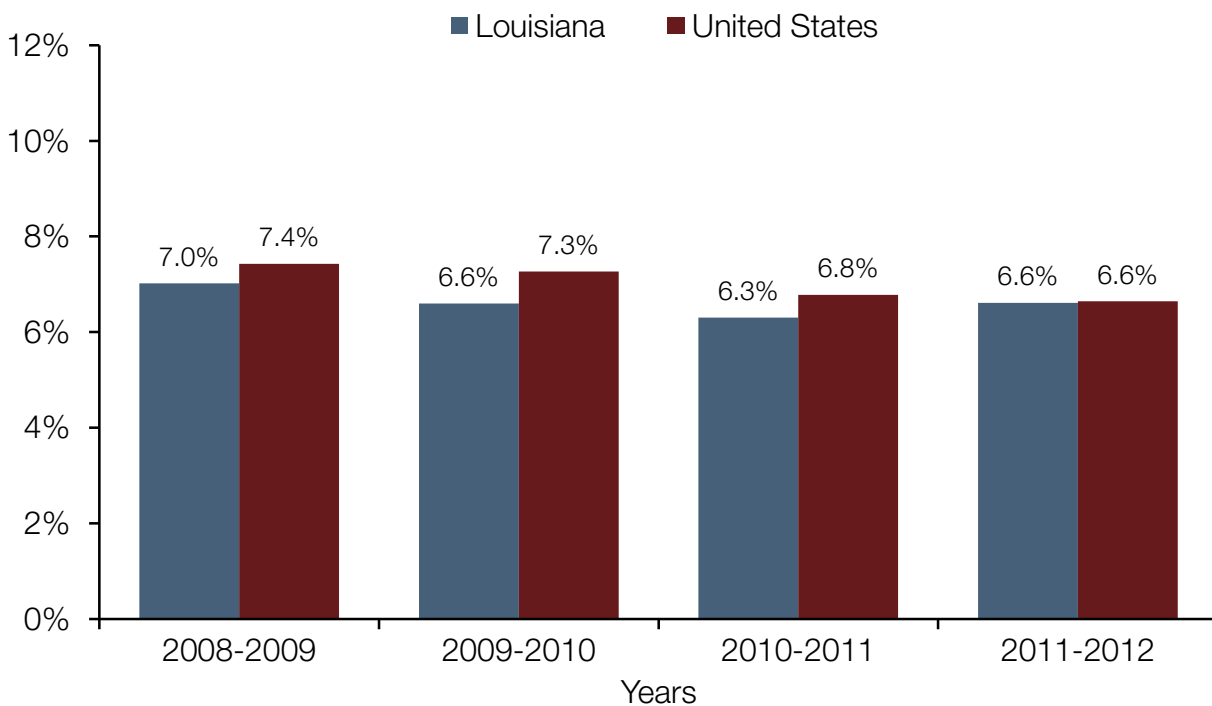 Louisiana United States
12%
10%
8%
6%
4%
2%
0%
7.0% 7.4% 6.6% 7.3% 6.3% 6.8% 6.6% 6.6%
2008-2009 2009-2010 2010-2011 2011-2012
Years